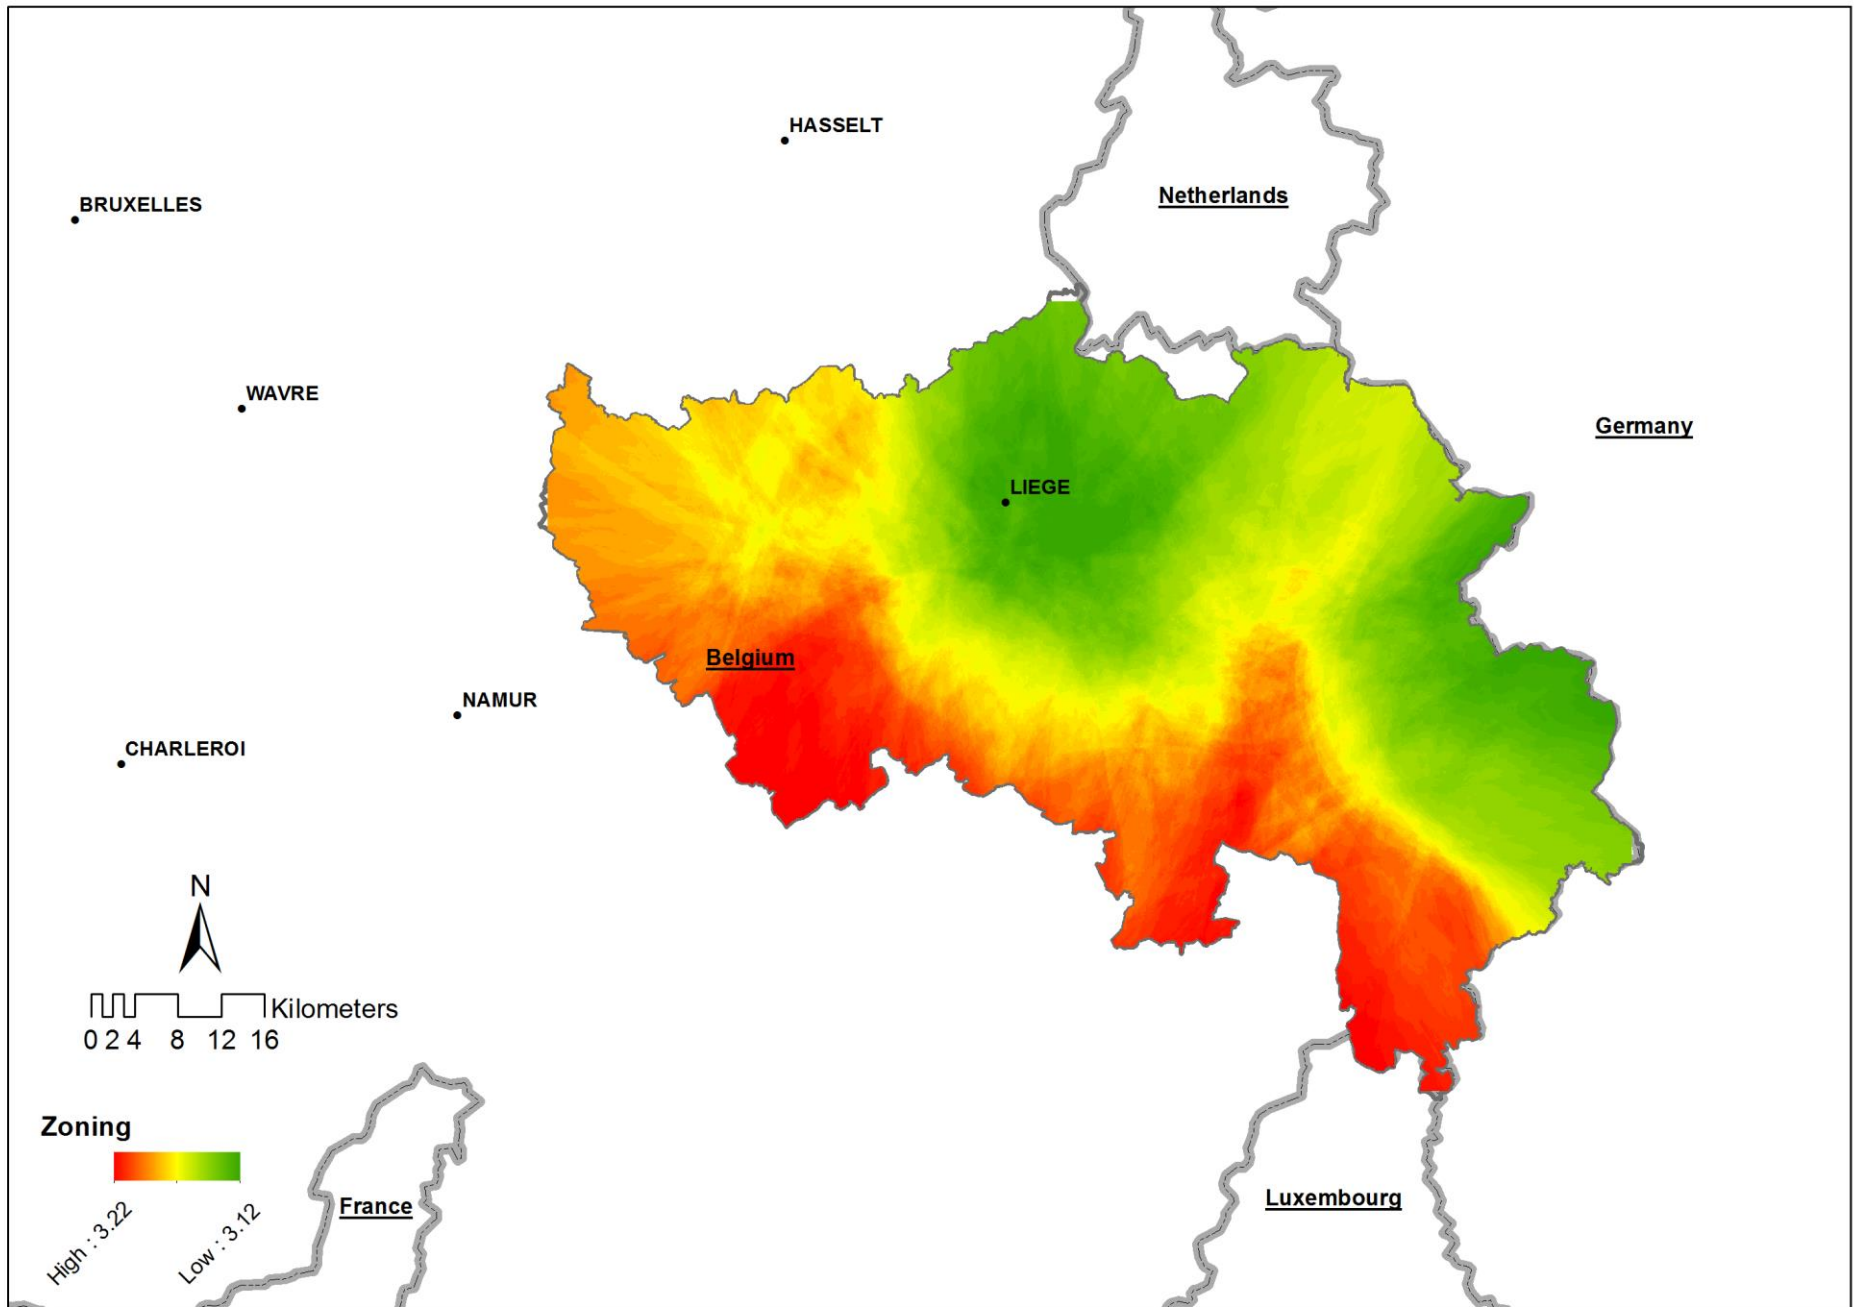 HASSELT
BRUXELLES
Netherlands
WAVRE
Germany
LIEGE
Belgium
NAMUR
CHARLEROI
N
Kilometers
0 2 4 8 12 16
Zoning
High : 3.22
Low : 3.12
France
Luxembourg